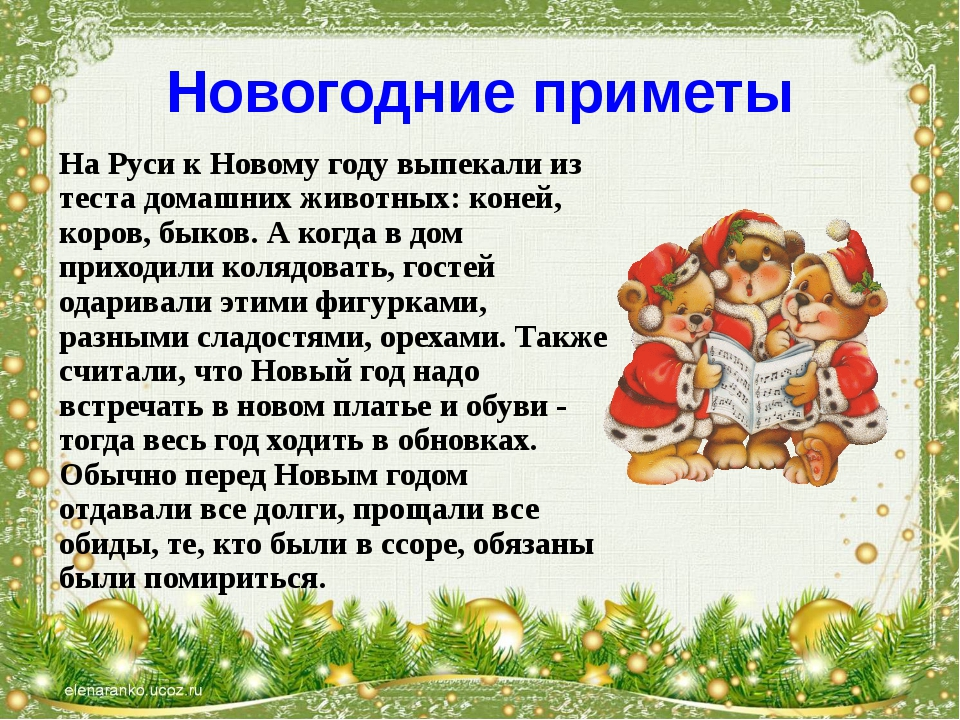 Новогодние приметы
На Руси к Новому году выпекали из
теста домашних животных: коней,
коров, быков. А когда в дом
приходили колядовать, гостей
одаривали этими фигурками,
разными сладостями, орехами. Также
считали, что Новый год надо
встречать в новом платье и обуви -
тогда весь год ходить в обновках.
Обычно перед Новым годом
отдавали все долги, прощали все
обиды, те, кто были в ссоре, обязаны
были помириться.
elenaranko.ucoz.ru